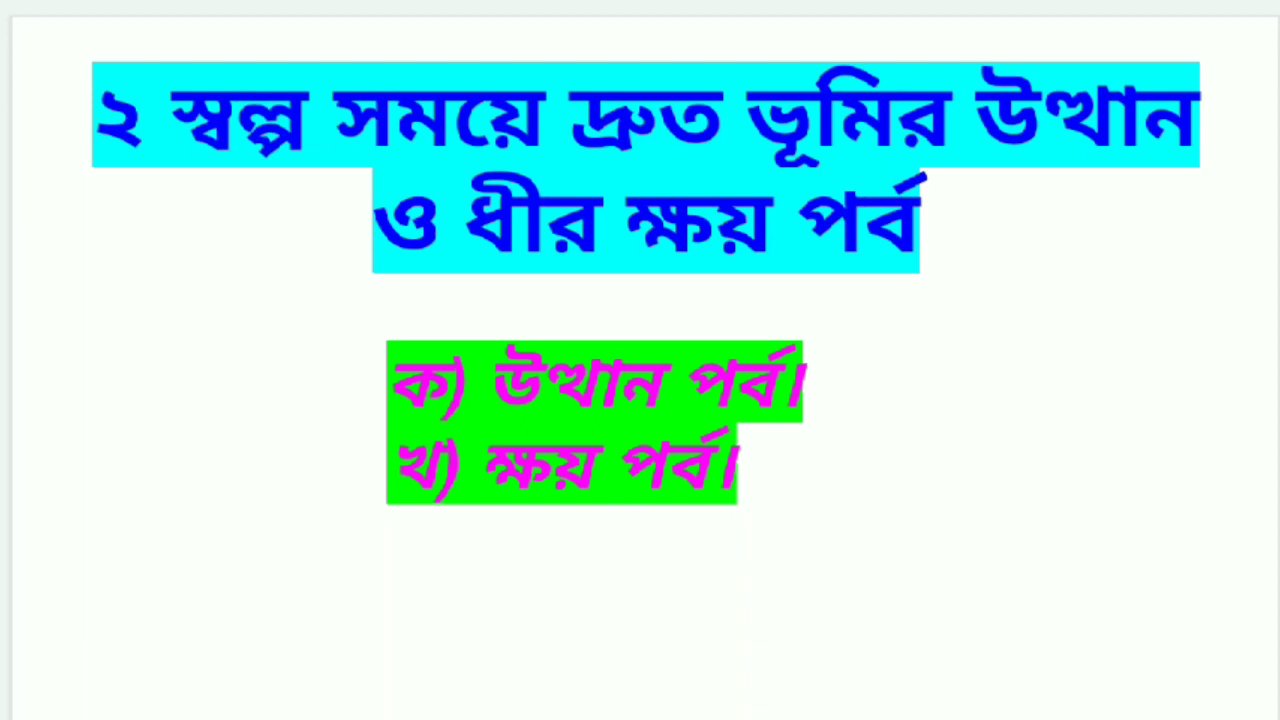 ২ স্বল্প সময়ে দ্রুত ভূমির উত্থান
ও ধীর ক্ষয় পর্ব
ক) উত্থান পর্ব।
খ) ক্ষয় পর্ব।